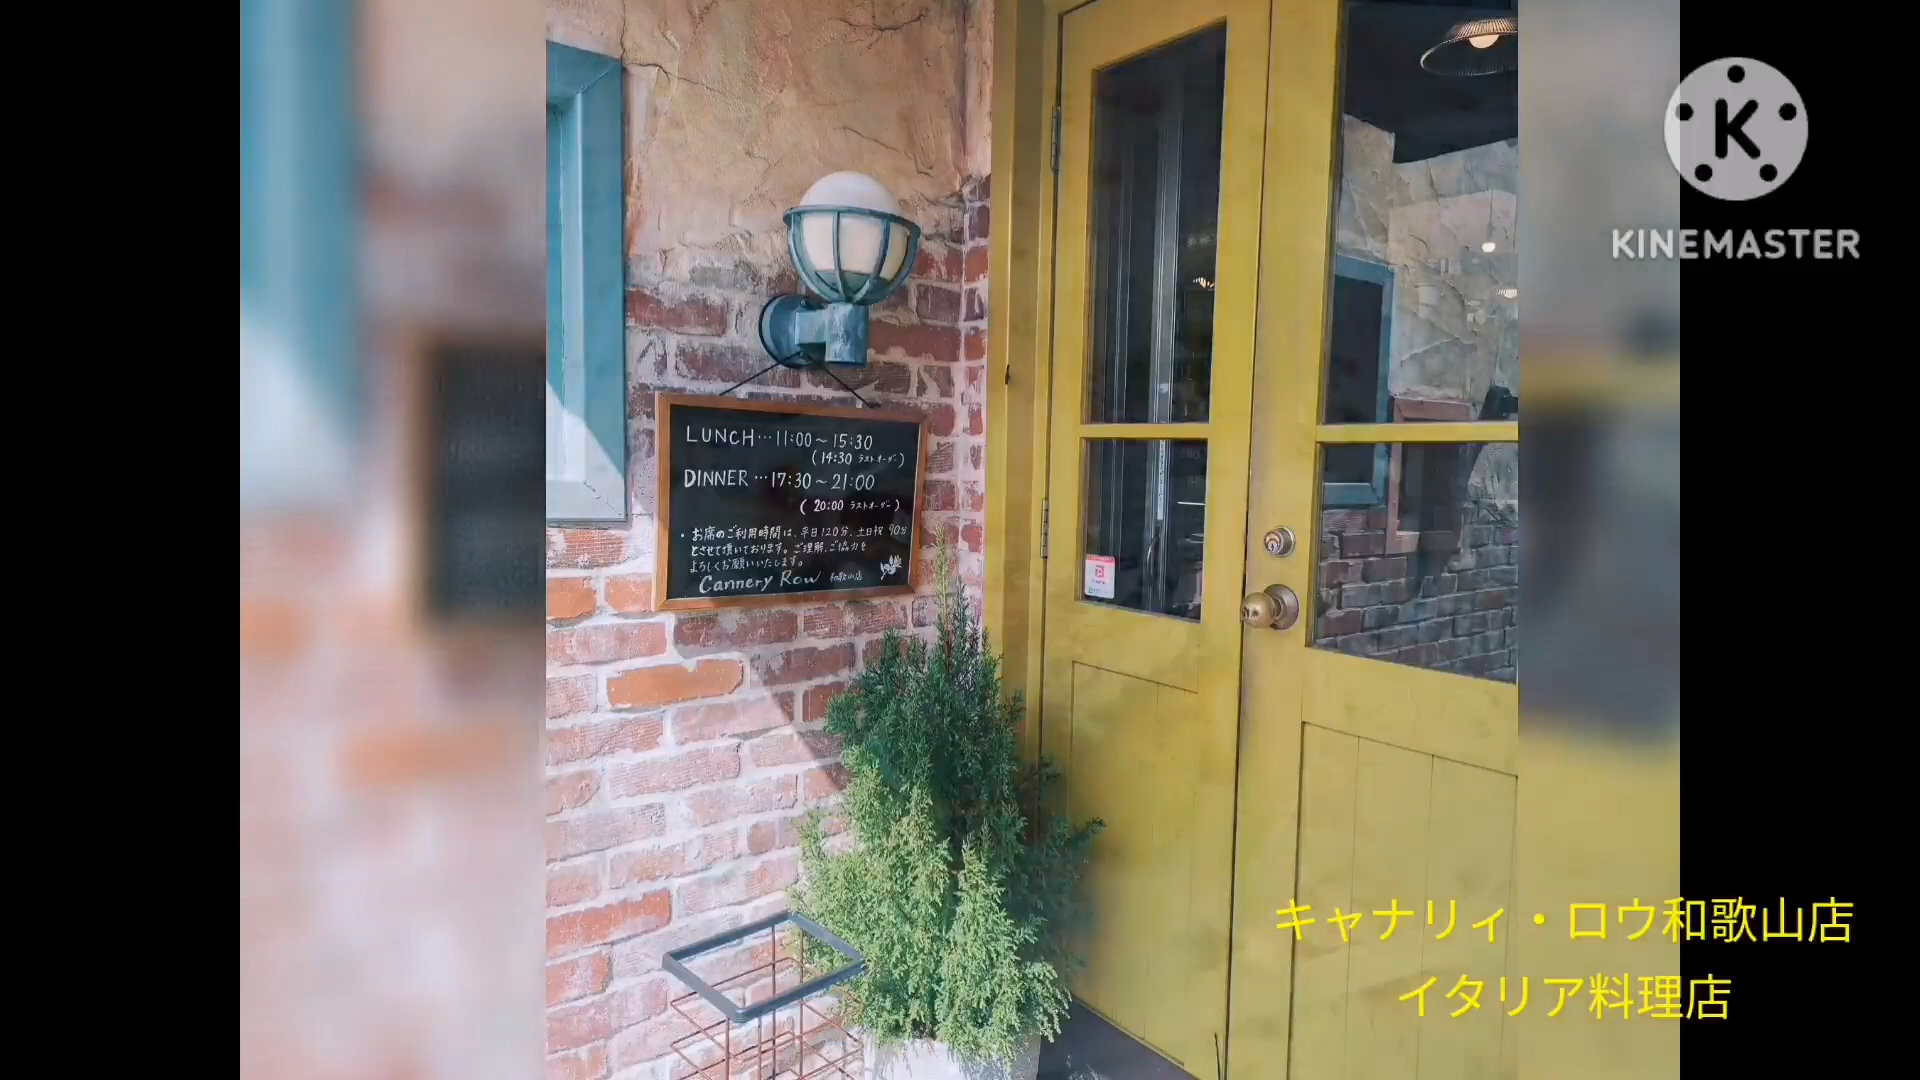 K
KINEMASTER
LUNCH…11:00〜15:30
(14:30 ラストオーダー)
DINNER…17:30〜21:00
(20:00 ラストオーダー)
・お席のご利用時間は、平日120分、土日祝90分
とさせて頂いております。ご理解、ご協力を
よろしくお願いいたします。
Cannery Row 和歌山店
キャナリィ・ロウ和歌山店
イタリア料理店